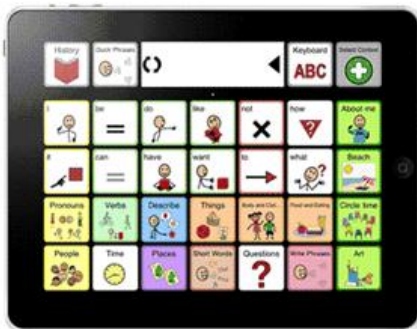 History
Quick Phrases
Keyboard
ABC
Select Context
I
be
do
like
not
how
About me
it
can
have
want
to
what
Beach
Pronouns
Verbs
Describe
Things
Food and Eating
Circle time
People
Time
Places
Short Words
Questions
Write Phrases
Art